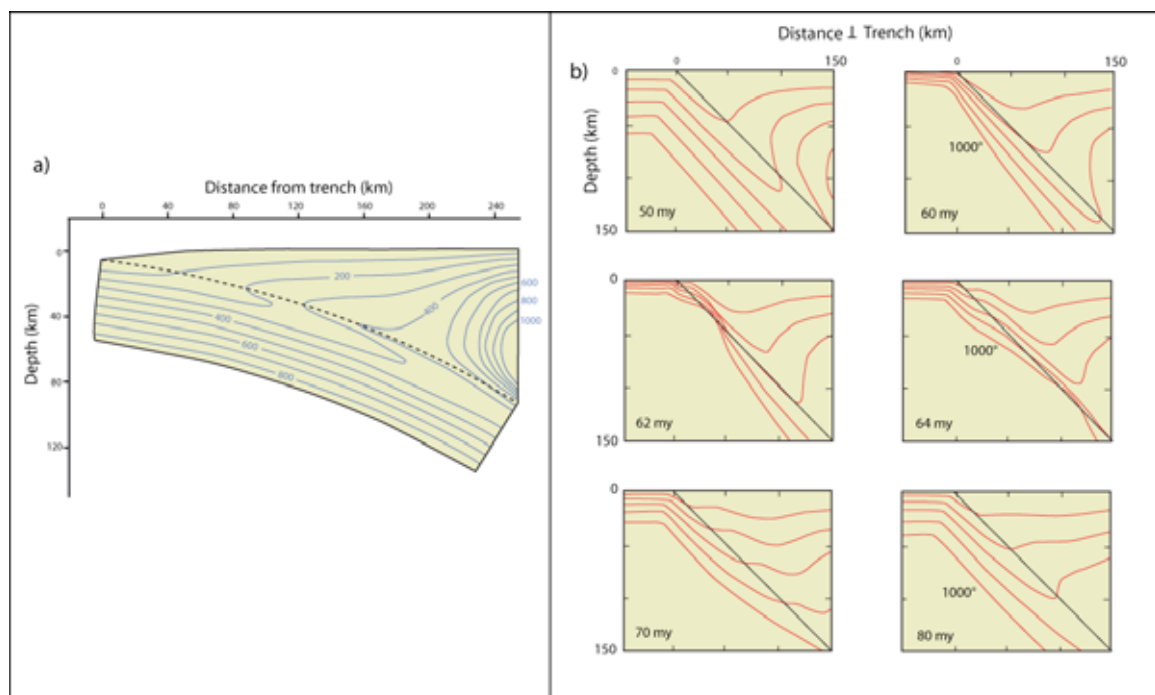 a)
Distance from trench (km)
0 40 80 120 160 200 240
Depth (km)
0
40
80
120
200
400
400
600
800
600
800
1000
b)
Distance ⊥ Trench (km)
0 150 0 150
Depth (km)
0
150
50 my
1000°
60 my
0
150
62 my
1000°
64 my
0
150
70 my
1000°
80 my